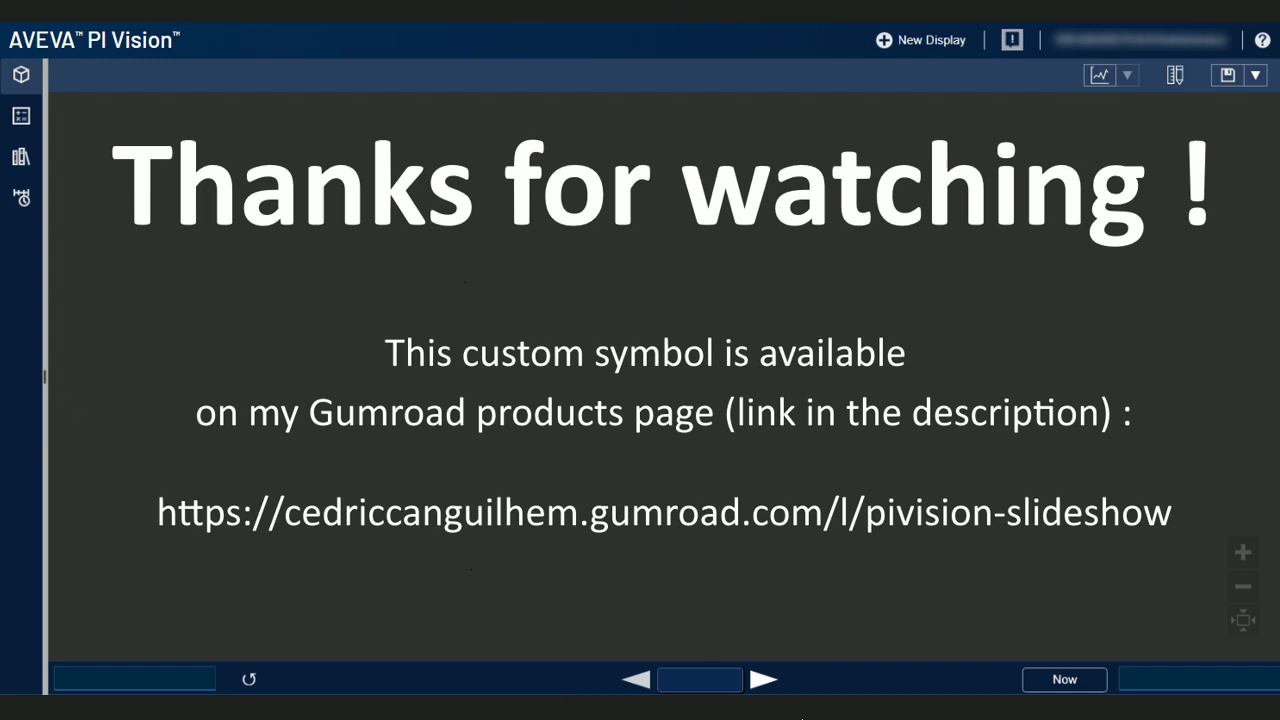 AVEVA™ PI Vision™
New Display
Thanks for watching !
This custom symbol is available
on my Gumroad products page (link in the description) :
https://cedriccanguilhem.gumroad.com/l/pivision-slideshow
Now